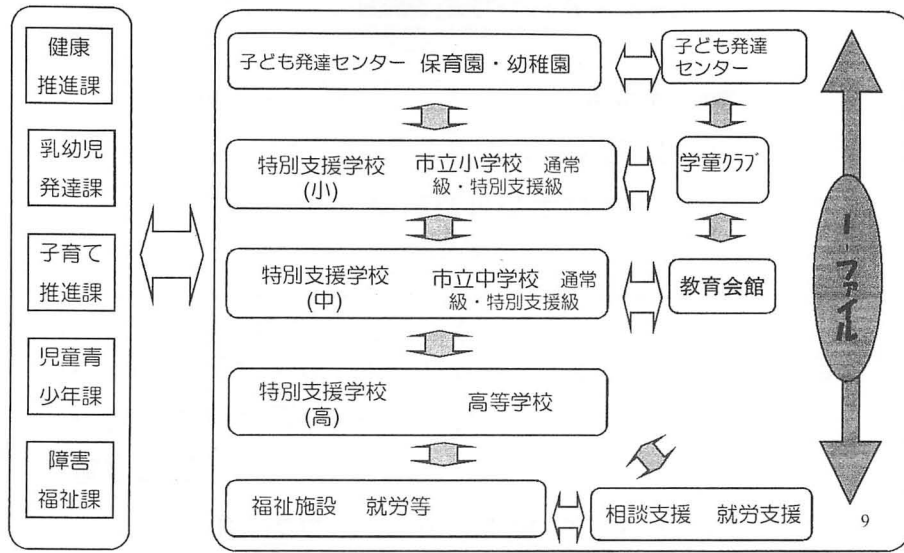 健康
推進課
乳幼児
発達課
子育て
推進課
児童青
少年課
障害
福祉課
子ども発達センター 保育園・幼稚園
子ども発達
センター
特別支援学校 市立小学校 通常
(小) 級・特別支援級
学童クラブ
特別支援学校 市立中学校 通常
(中) 級・特別支援級
教育会館
特別支援学校 高等学校
(高)
福祉施設 就労等
相談支援 就労支援
I-ファイル
9